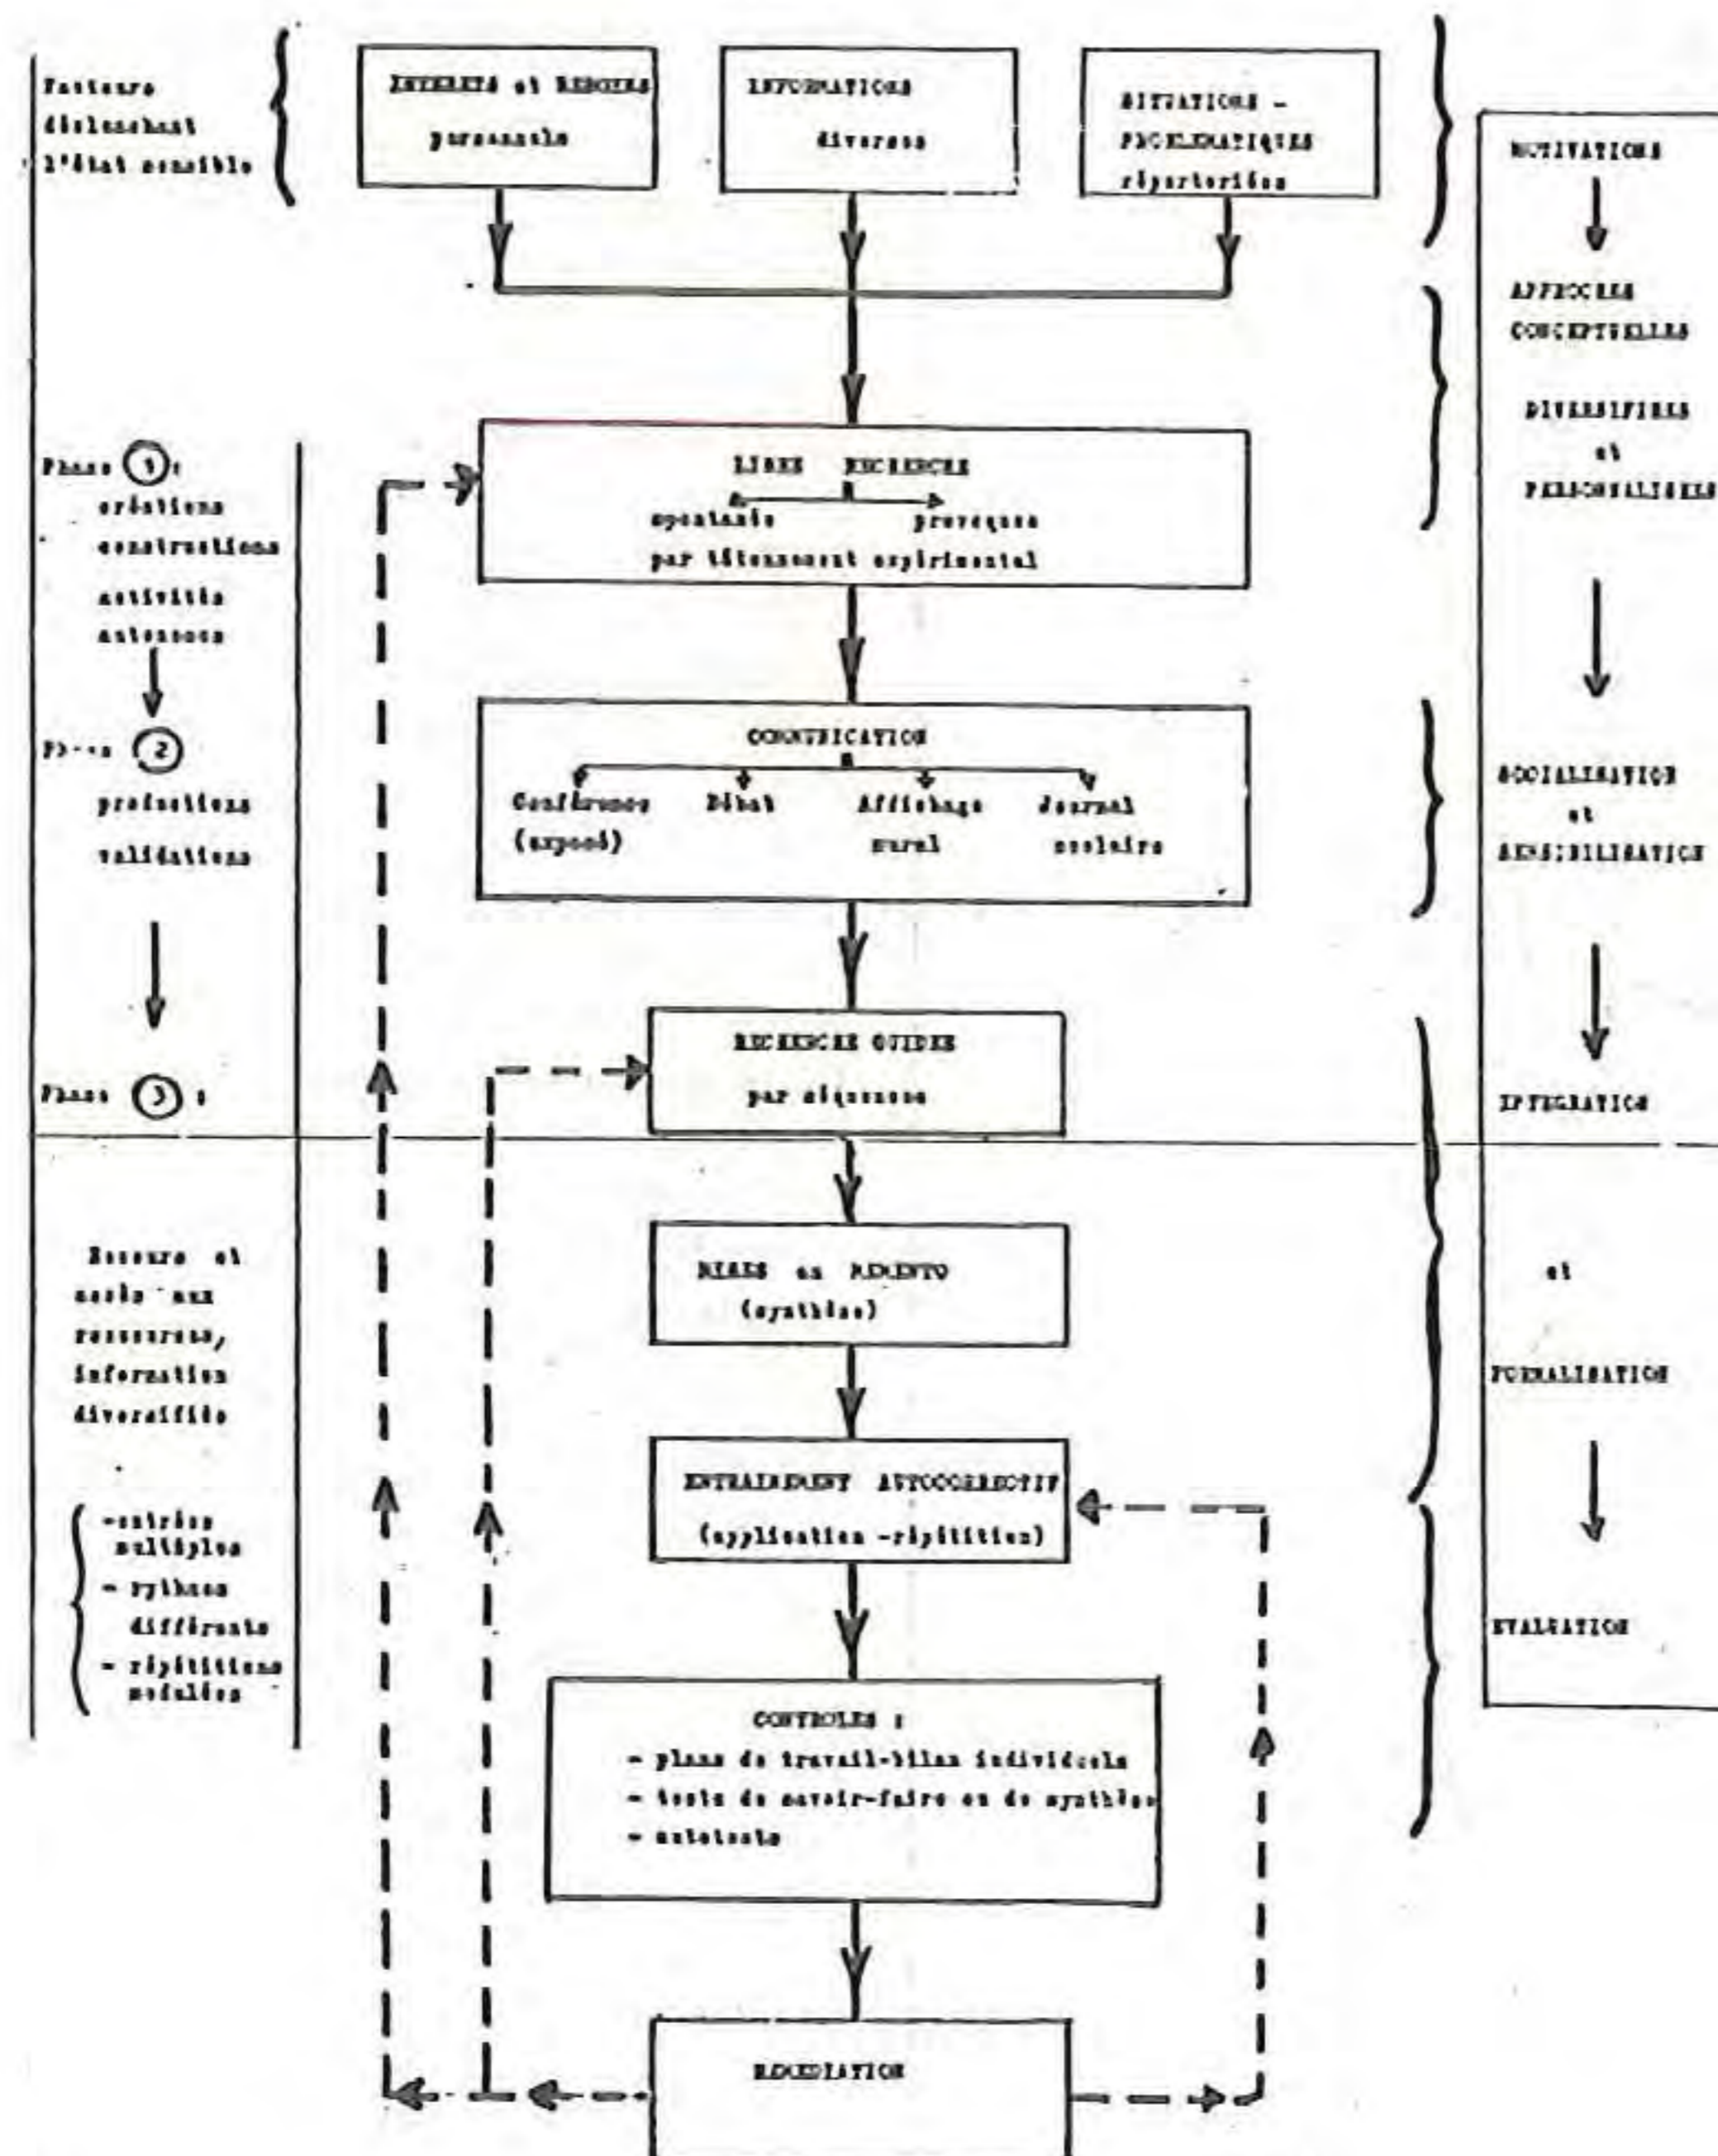 Facteurs
déclenchant
l'état sensible
INTERETS et BESOINS
personnels
INFORMATIONS
diverses
SITUATIONS -
PROBLEMATIQUES
répertoriées
MOTIVATIONS
APPROCHES
CONCEPTUELLES
DIVERSIFIEES
et
PERSONNALISEES
Phase 1 :
créations
constructions
activités
autonomes
LIBRE RECHERCHE
spontanée provoquée
par tâtonnement expérimental
Phase 2
productions
validations
COMMUNICATION
Conférence Débat Affichage Journal
(exposé) mural scolaire
SOCIALISATION
et
SENSIBILISATION
Phase 3 :
RECHERCHE GUIDEE
par séquences
INTEGRATION
Recours et
accès aux
ressources,
information
diversifiée
MISES en MEMENTO
(synthèse)
et
FORMALISATION
-entrées
multiples
- rythmes
différents
- répétitions
modulées
ENTRAINEMENT AUTOCORRECTIF
(application -répétition)
EVALUATION
CONTROLES :
- plans de travail-bilan individuels
- tests de savoir-faire ou de synthèse
- autotests
REMEDIATION